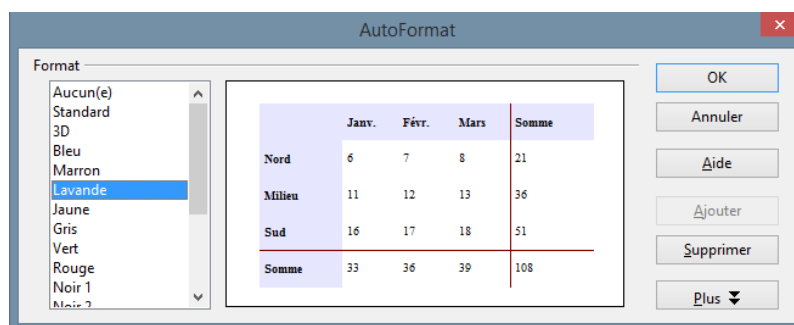 AutoFormat
Format
Aucun(e)
Standard
3D
Bleu
Marron
Lavande
Jaune
Gris
Vert
Rouge
Noir 1
Noir 2
Janv. Févr. Mars Somme
Nord 6 7 8 21
Milieu 11 12 13 36
Sud 16 17 18 51
Somme 33 36 39 108
OK
Annuler
Aide
Ajouter
Supprimer
Plus